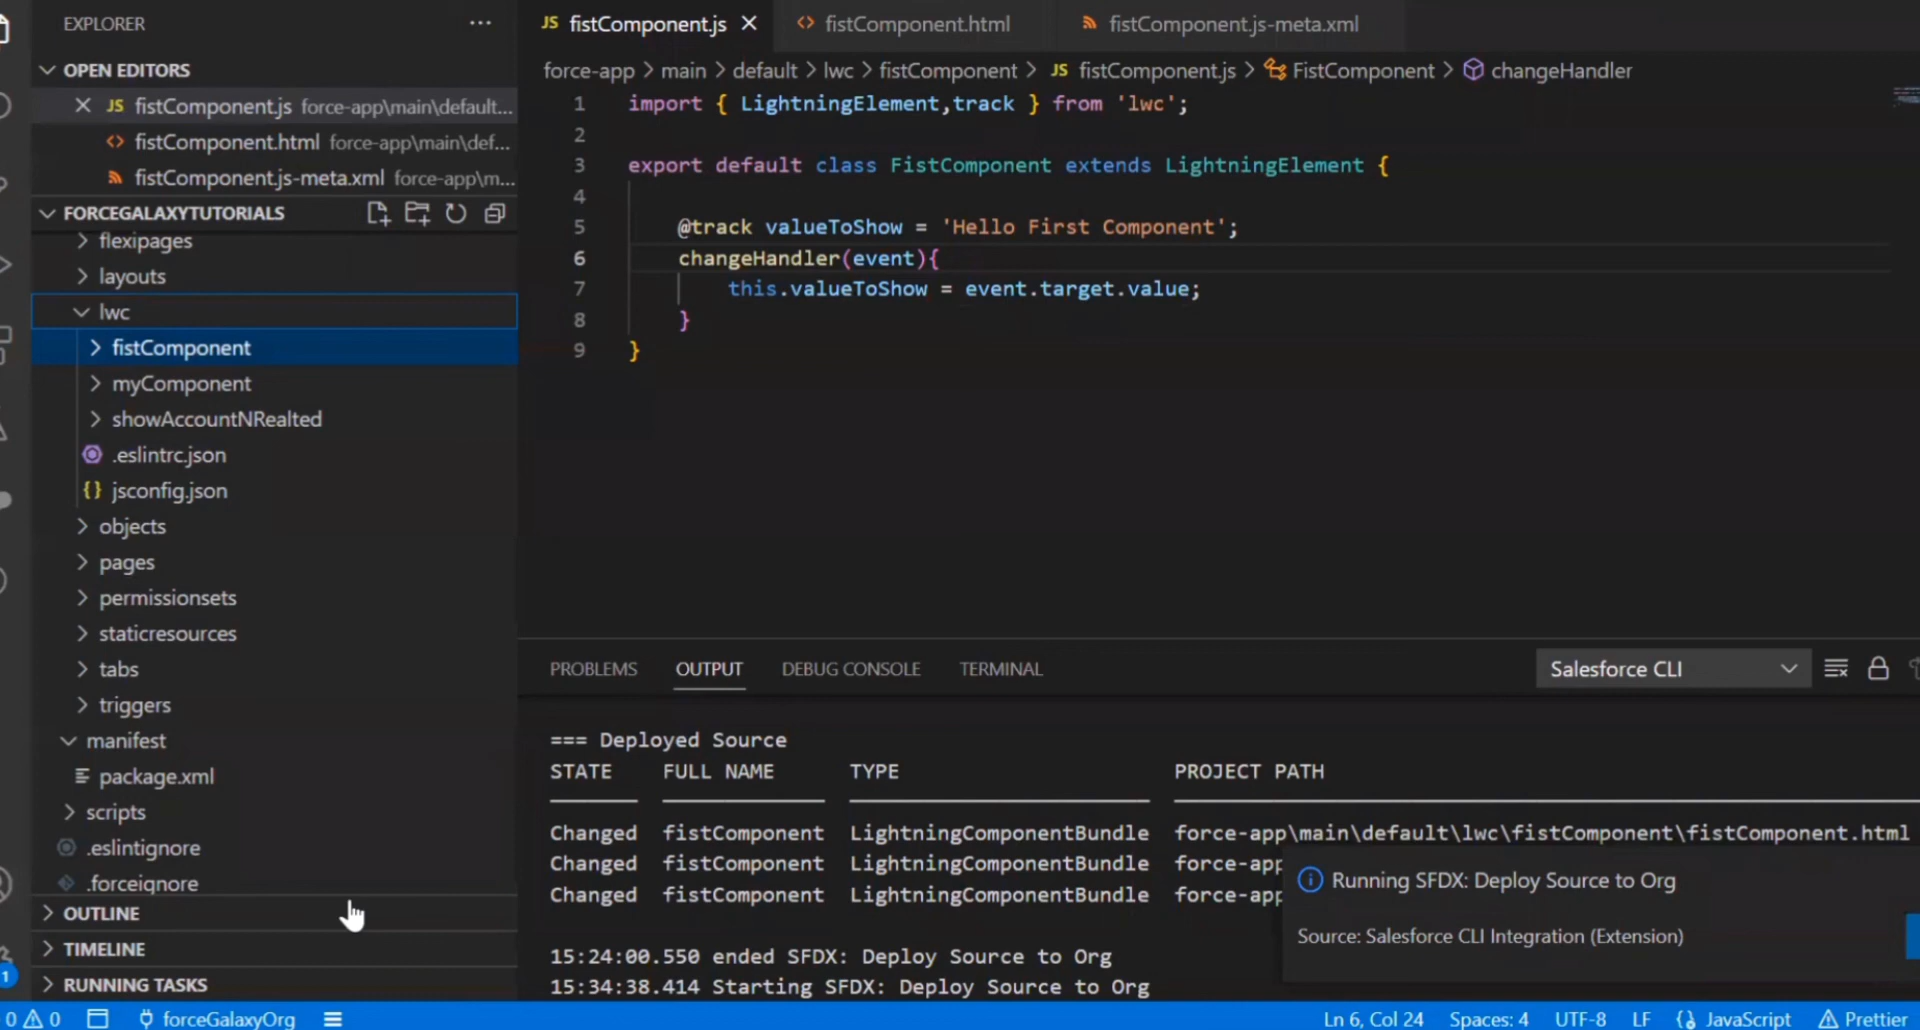 EXPLORER
OPEN EDITORS
JS fistComponent.js force-app\main\default...
fistComponent.html force-app\main\def...
fistComponent.js-meta.xml force-app\m...
FORCEGALAXYTUTORIALS
flexipages
layouts
lwc
fistComponent
myComponent
showAccountNRealted
.eslintrc.json
{} jsconfig.json
objects
pages
permissionsets
staticresources
tabs
triggers
manifest
package.xml
scripts
.eslintignore
.forceignore
OUTLINE
TIMELINE
RUNNING TASKS
JS fistComponent.js
fistComponent.html
fistComponent.js-meta.xml
force-app > main > default > lwc > fistComponent > JS fistComponent.js > FistComponent > changeHandler
1 import { LightningElement,track } from 'lwc';
2
3 export default class FistComponent extends LightningElement {
4
5 @track valueToShow = 'Hello First Component';
6 changeHandler(event){
7 this.valueToShow = event.target.value;
8 }
9 }
PROBLEMS OUTPUT DEBUG CONSOLE TERMINAL
Salesforce CLI
=== Deployed Source
STATE FULL NAME TYPE PROJECT PATH
Changed fistComponent LightningComponentBundle force-app\main\default\lwc\fistComponent\fistComponent.html
Changed fistComponent LightningComponentBundle force-app
Changed fistComponent LightningComponentBundle force-app
15:24:00.550 ended SFDX: Deploy Source to Org
15:34:38.414 Starting SFDX: Deploy Source to Org
Running SFDX: Deploy Source to Org
Source: Salesforce CLI Integration (Extension)
1
0 0 forceGalaxyOrg
Ln 6, Col 24 Spaces: 4 UTF-8 LF {} JavaScript Prettier